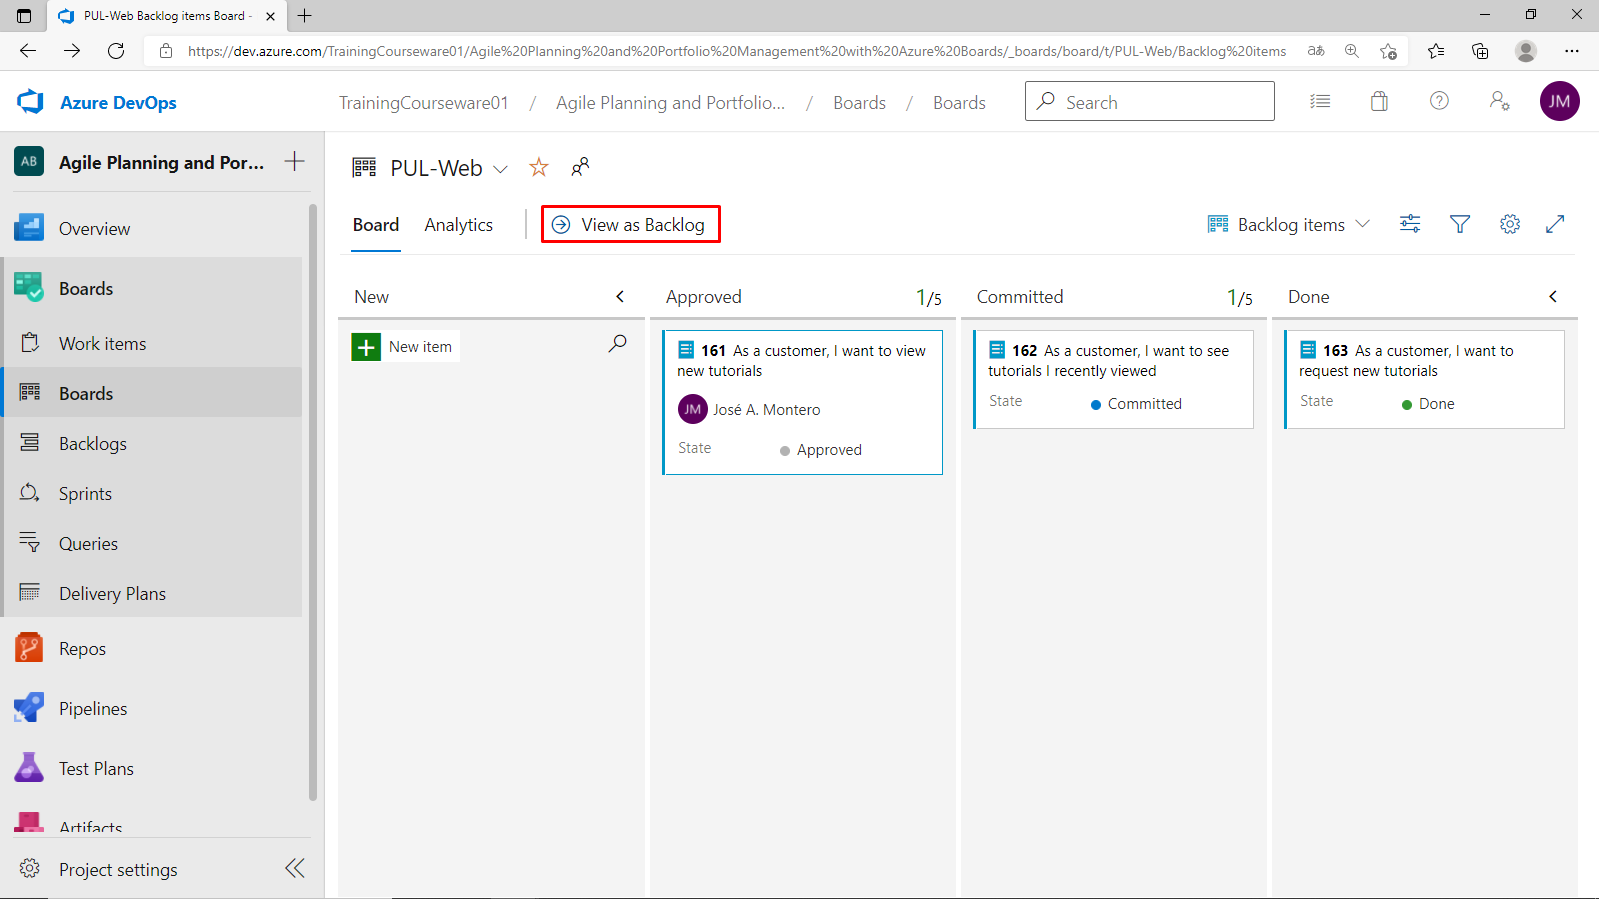 PUL-Web Backlog items Board -
https://dev.azure.com/TrainingCourseware01/Agile%20Planning%20and%20Portfolio%20Management%20with%20Azure%20Boards/_boards/board/t/PUL-Web/Backlog%20items
aあ
Azure DevOps
TrainingCourseware01 / Agile Planning and Portfolio... / Boards / Boards
Search
JM
AB
Agile Planning and Por...
Overview
Boards
Work items
Boards
Backlogs
Sprints
Queries
Delivery Plans
Repos
Pipelines
Test Plans
Artifacts
Project settings
PUL-Web
Board
Analytics
View as Backlog
Backlog items
New
New item
Approved
1/5
161 As a customer, I want to view
new tutorials
JM José A. Montero
State Approved
Committed
1/5
162 As a customer, I want to see
tutorials I recently viewed
State Committed
Done
163 As a customer, I want to
request new tutorials
State Done